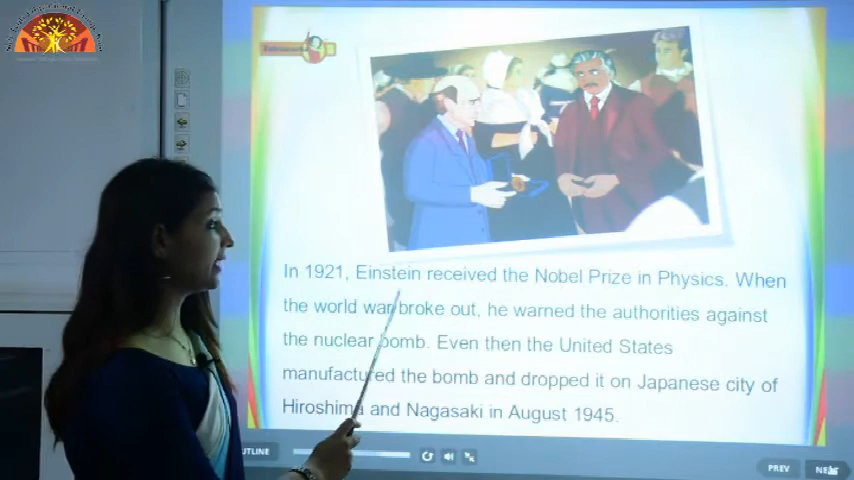 In 1921, Einstein received the Nobel Prize in Physics. When
the world war broke out, he warned the authorities against
the nuclear bomb. Even then the United States
manufactured the bomb and dropped it on Japanese city of
Hiroshima and Nagasaki in August 1945.
UTLINE
PREV